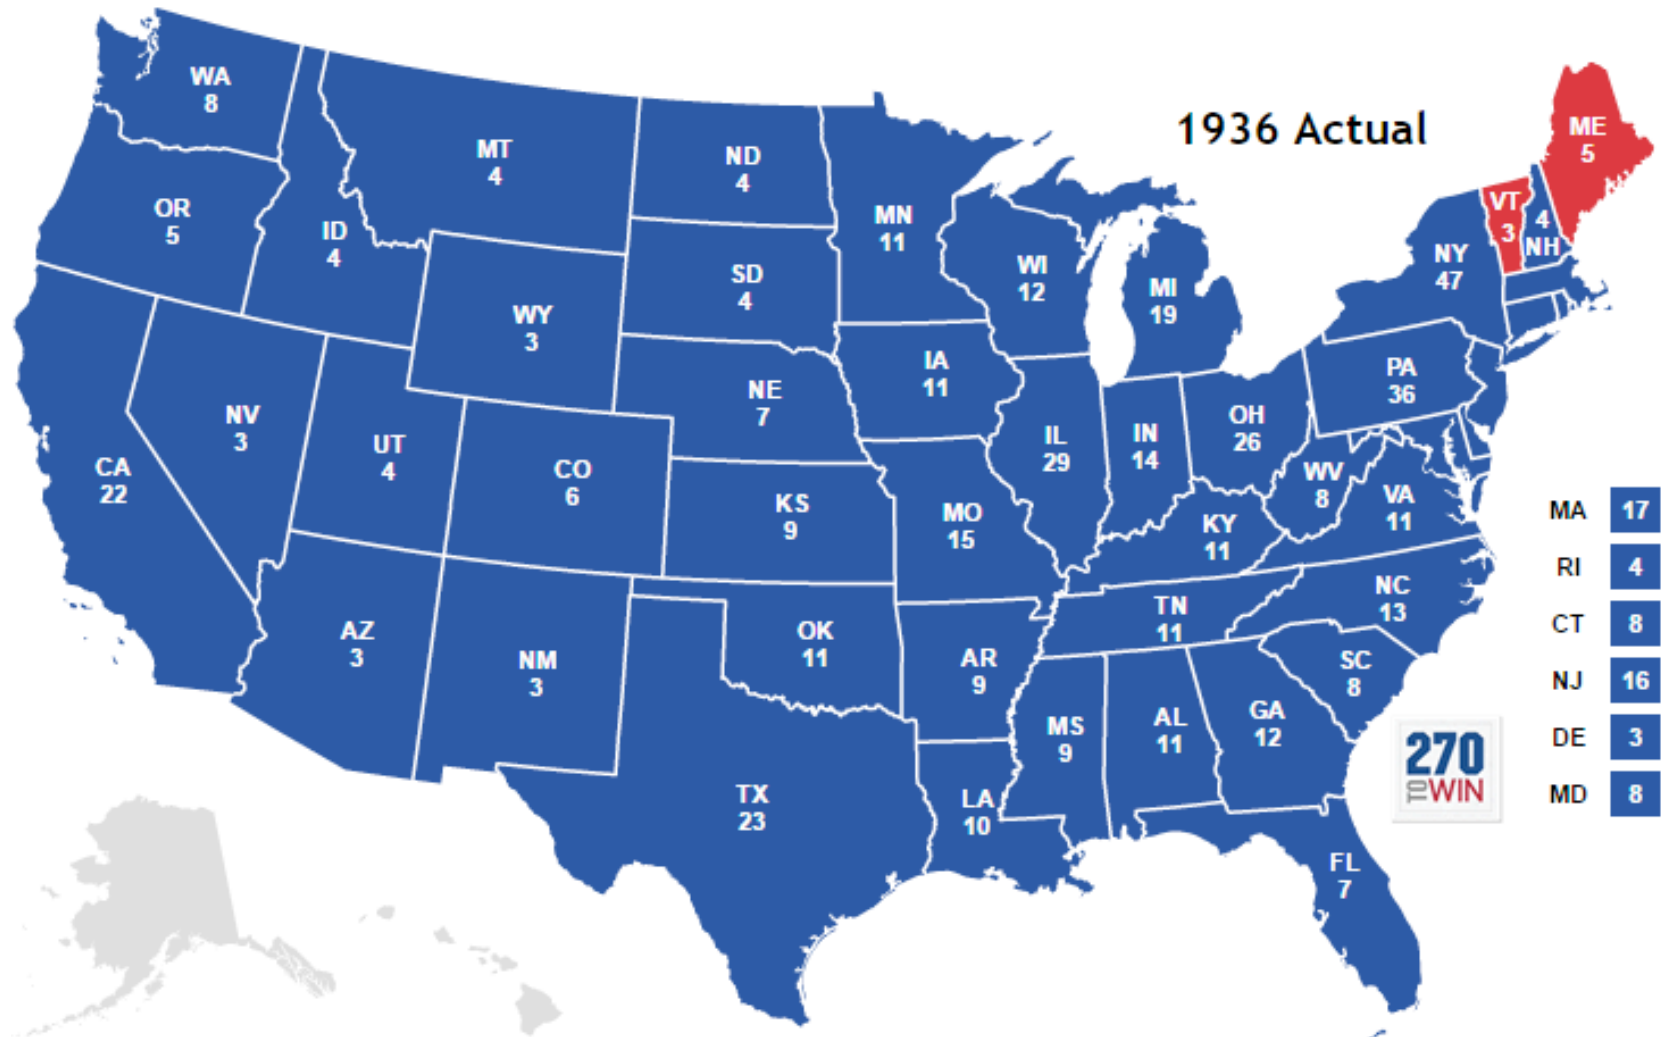 1936 Actual
WA
8
OR
5
CA
22
NV
3
ID
4
MT
4
WY
3
UT
4
CO
6
AZ
3
NM
3
ND
4
SD
4
NE
7
KS
9
OK
11
TX
23
MN
11
IA
11
MO
15
AR
9
LA
10
WI
12
IL
29
MI
19
IN
14
OH
26
KY
11
TN
11
MS
9
AL
11
GA
12
FL
7
SC
8
NC
13
VA
11
WV
8
PA
36
NY
47
VT
3
4
NH
ME
5
MA 17
RI 4
CT 8
NJ 16
DE 3
MD 8
270
TO WIN